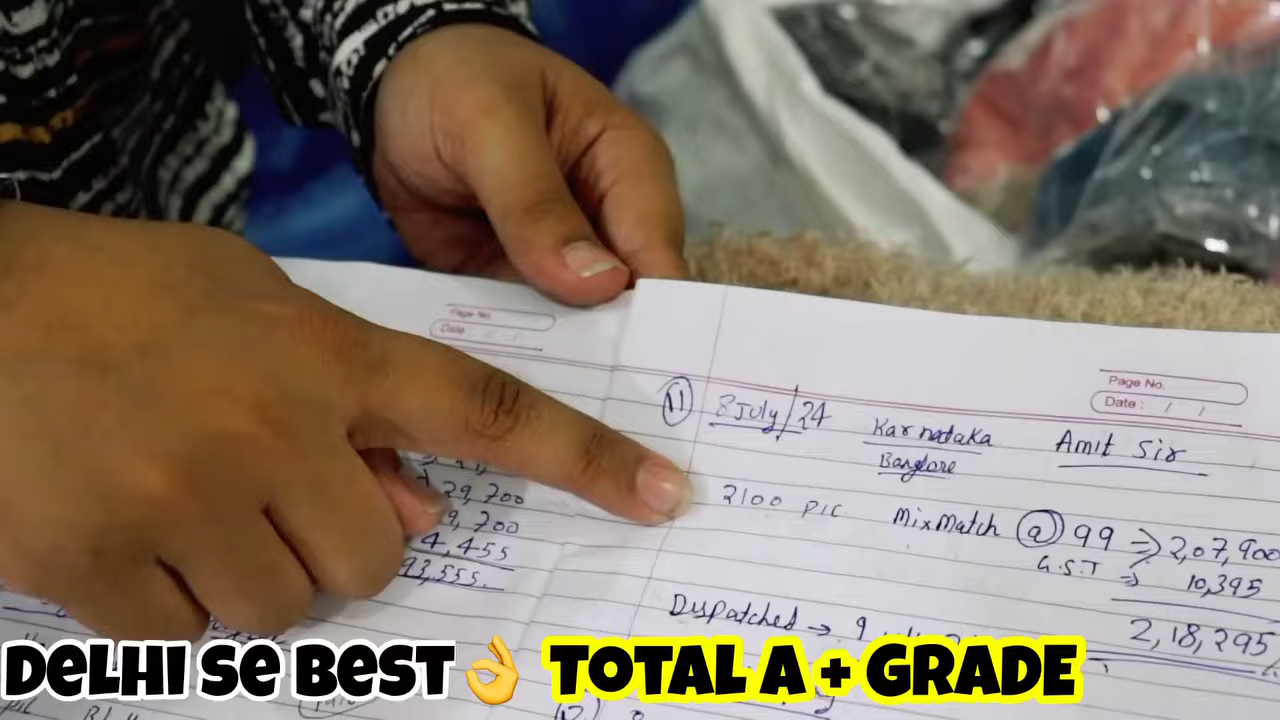 Page No.
Date :
29,700
9,700
4,455
93,555.
Page No.
Date : / /
11 8 July/24 Karnataka Amit Sir
Banglore
2100 PIC MixMatch @ 99 ⇒ 2,07,900
G.S.T ⇒ 10,395
2,18,295
Dispatched → 9
DELHI SE BEST👌 TOTAL A + GRADE